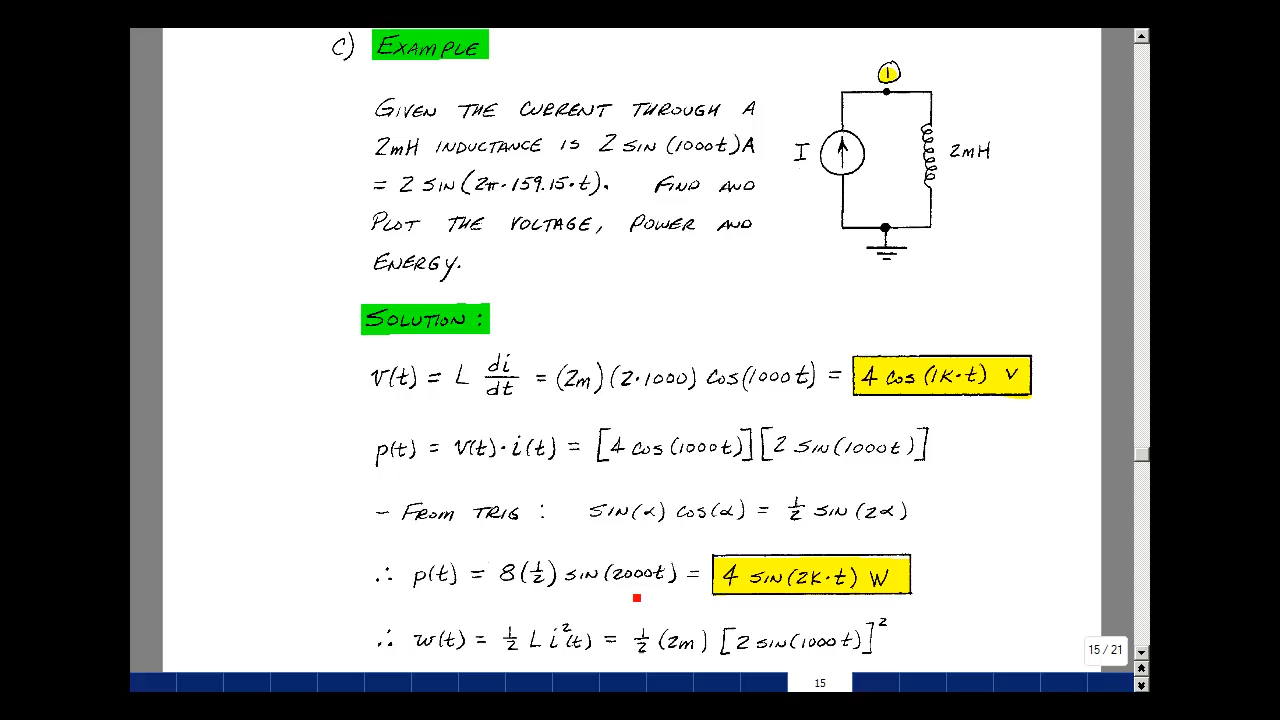 C) EXAMPLE
1
GIVEN THE CURRENT THROUGH A
2mH INDUCTANCE IS 2 SIN (1000t)A
I
2mH
= 2 SIN(2π·159.15·t). FIND AND
PLOT THE VOLTAGE, POWER AND
ENERGY.
SOLUTION:
v(t) = L di/dt = (2m)(2·1000) cos(1000t) = 4 cos(1K·t) V
p(t) = v(t)·i(t) = [4 cos(1000t)][2 SIN(1000t)]
- FROM TRIG: SIN(α) cos(α) = 1/2 SIN(2α)
∴ p(t) = 8(1/2) SIN(2000t) = 4 SIN(2K·t) W
∴ w(t) = 1/2 L i²(t) = 1/2 (2m) [2 SIN(1000t)]²
15 / 21
15